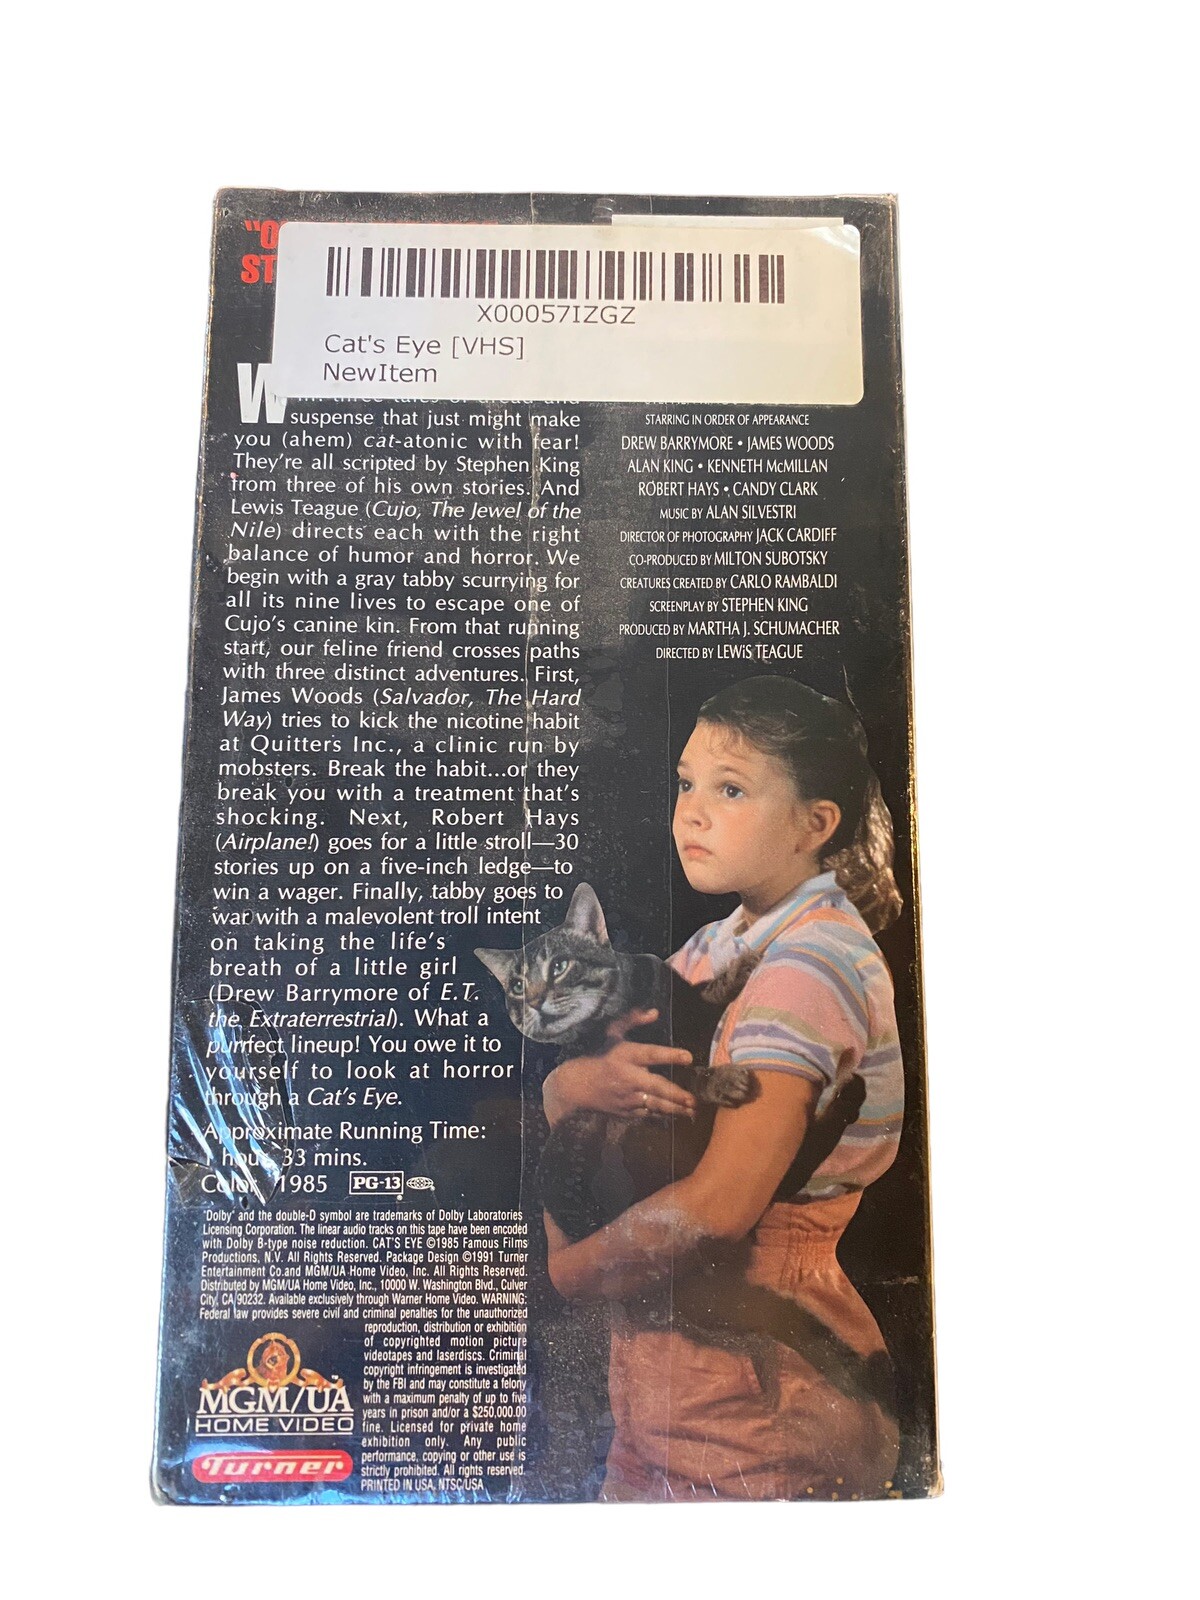 X00057IZGZ
Cat's Eye [VHS]
NewItem
suspense that just might make
you (ahem) cat-atonic with fear!
They're all scripted by Stephen King
from three of his own stories. And
Lewis Teague (Cujo, The Jewel of the
Nile) directs each with the right
balance of humor and horror. We
begin with a gray tabby scurrying for
all its nine lives to escape one of
Cujo's canine kin. From that running
start, our feline friend crosses paths
with three distinct adventures. First,
James Woods (Salvador, The Hard
Way) tries to kick the nicotine habit
at Quitters Inc., a clinic run by
mobsters. Break the habit...or they
break you with a treatment that's
shocking. Next, Robert Hays
(Airplane!) goes for a little stroll—30
stories up on a five-inch ledge—to
win a wager. Finally, tabby goes to
war with a malevolent troll intent
on taking the life's
breath of a little girl
(Drew Barrymore of E.T.
the Extraterrestrial). What a
purrfect lineup! You owe it to
yourself to look at horror
through a Cat's Eye.
Approximate Running Time:
1 hour, 33 mins.
Color 1985 PG-13
STARRING IN ORDER OF APPEARANCE
DREW BARRYMORE • JAMES WOODS
ALAN KING • KENNETH McMILLAN
ROBERT HAYS • CANDY CLARK
MUSIC BY ALAN SILVESTRI
DIRECTOR OF PHOTOGRAPHY JACK CARDIFF
CO-PRODUCED BY MILTON SUBOTSKY
CREATURES CREATED BY CARLO RAMBALDI
SCREENPLAY BY STEPHEN KING
PRODUCED BY MARTHA J. SCHUMACHER
DIRECTED BY LEWIS TEAGUE
'Dolby' and the double-D symbol are trademarks of Dolby Laboratories
Licensing Corporation. The linear audio tracks on this tape have been encoded
with Dolby B-type noise reduction. CAT'S EYE ©1985 Famous Films
Productions, N.V. All Rights Reserved. Package Design ©1991 Turner
Entertainment Co.and MGM/UA Home Video, Inc. All Rights Reserved.
Distributed by MGM/UA Home Video, Inc., 10000 W. Washington Blvd., Culver
City, CA 90232. Available exclusively through Warner Home Video. WARNING:
Federal law provides severe civil and criminal penalties for the unauthorized
reproduction, distribution or exhibition
of copyrighted motion picture
videotapes and laserdiscs. Criminal
copyright infringement is investigated
by the FBI and may constitute a felony
with a maximum penalty of up to five
years in prison and/or a $250,000.00
fine. Licensed for private home
exhibition only. Any public
performance, copying or other use is
strictly prohibited. All rights reserved.
PRINTED IN USA, NTSC/USA
MGM/UA
HOME VIDEO
Turner